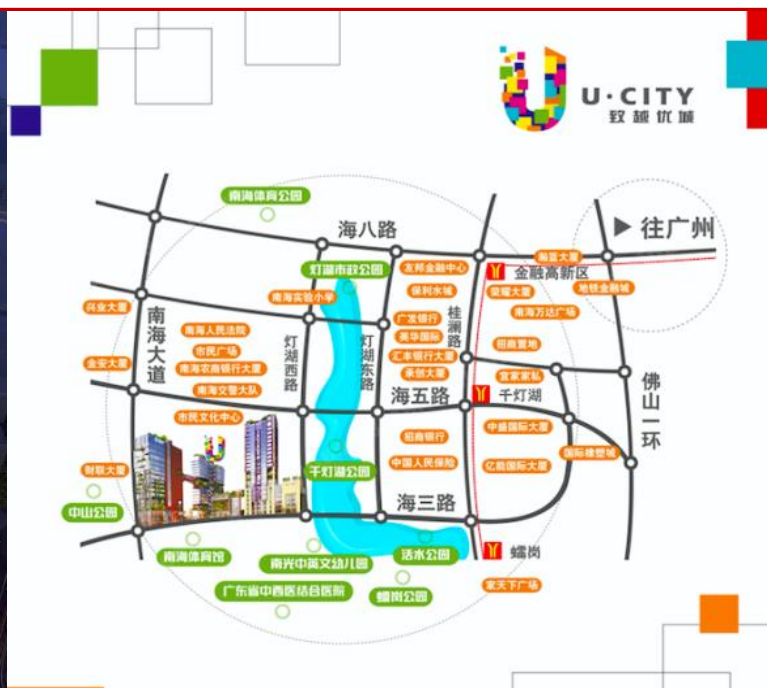 U·CITY
致越优城
南海体育公园
海八路
往广州
灯湖市政公园
友邦金融中心
瀚蓝大厦
金融高新区
地铁金融城
南海实验小学
保利水城
荣耀大厦
兴业大厦
南海大道
南海人民法院
灯湖西路
灯湖东路
广发银行
桂澜路
南海万达广场
美华国际
市民广场
汇丰银行大厦
招商置地
金安大厦
南海农商银行大厦
承创大厦
宜家家私
佛山一环
南海交警大队
海五路
千灯湖
市民文化中心
中盛国际大厦
招商银行
国际橡塑城
财联大厦
千灯湖公园
中国人民保险
亿能国际大厦
中山公园
海三路
南海体育馆
南光中英文幼儿园
活水公园
蠕岗
广东省中西医结合医院
蠕岗公园
家天下广场